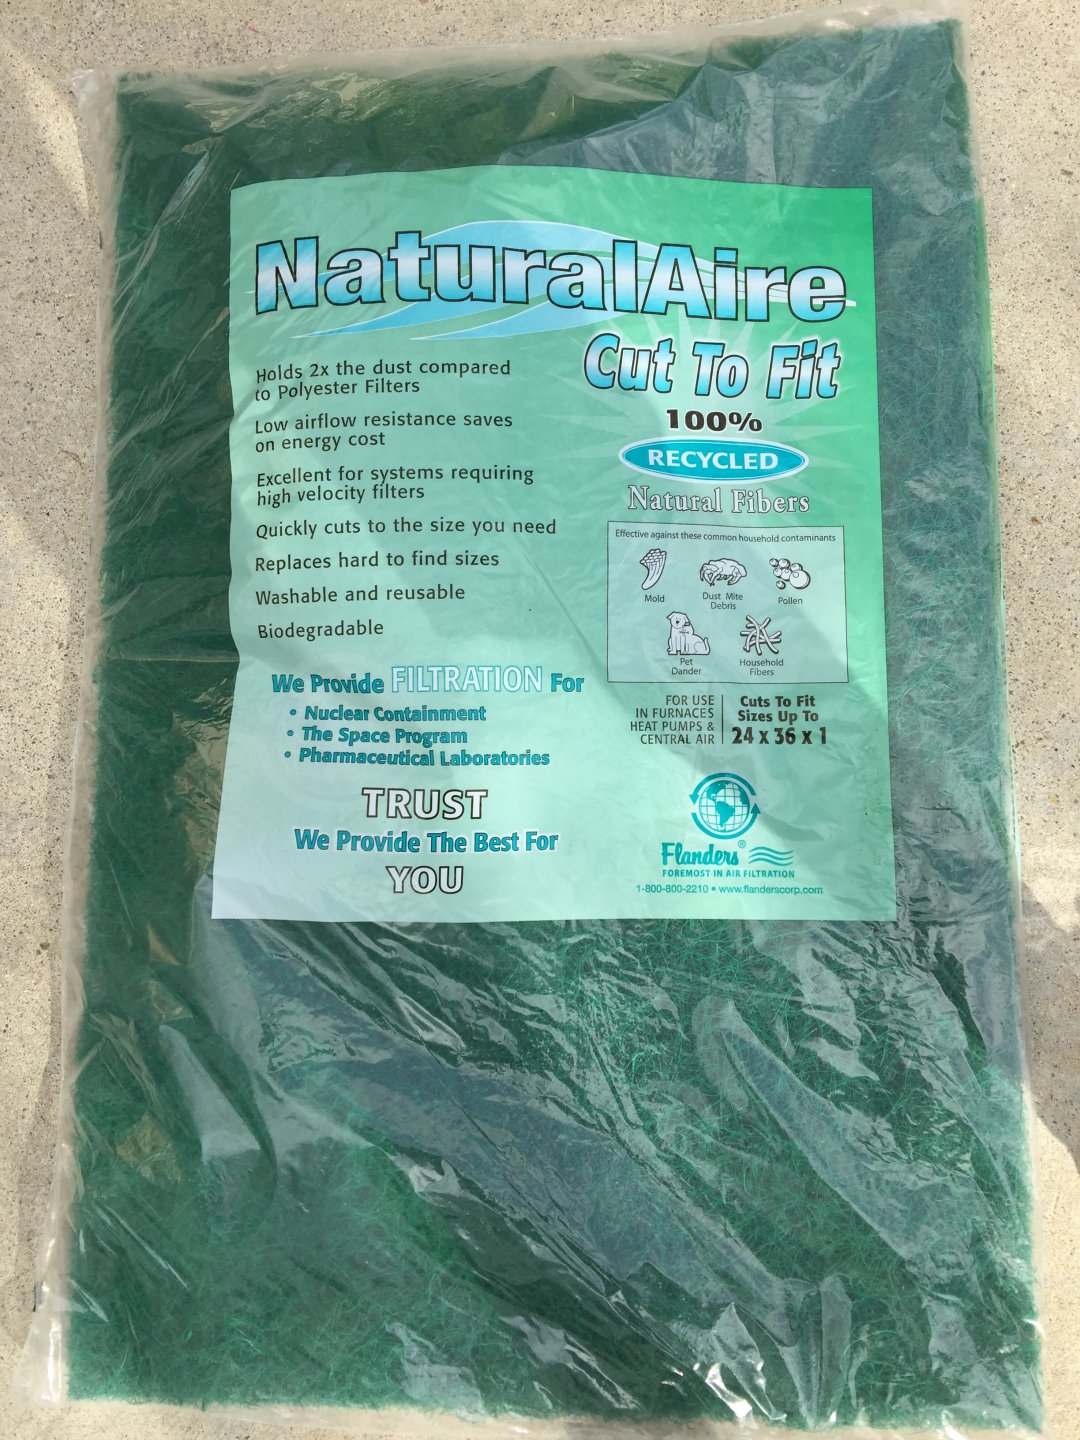 NaturalAire
Cut To Fit
100%
RECYCLED
Natural Fibers
Holds 2x the dust compared
to Polyester Filters
Low airflow resistance saves
on energy cost
Excellent for systems requiring
high velocity filters
Quickly cuts to the size you need
Replaces hard to find sizes
Washable and reusable
Biodegradable
Effective against these common household contaminants
Mold
Dust Mite
Debris
Pollen
Pet
Dander
Household
Fibers
We Provide FILTRATION For
• Nuclear Containment
• The Space Program
• Pharmaceutical Laboratories
TRUST
We Provide The Best For
YOU
FOR USE
IN FURNACES
HEAT PUMPS &
CENTRAL AIR
Cuts To Fit
Sizes Up To
24 x 36 x 1
Flanders®
FOREMOST IN AIR FILTRATION
1-800-800-2210 • www.flanderscorp.com